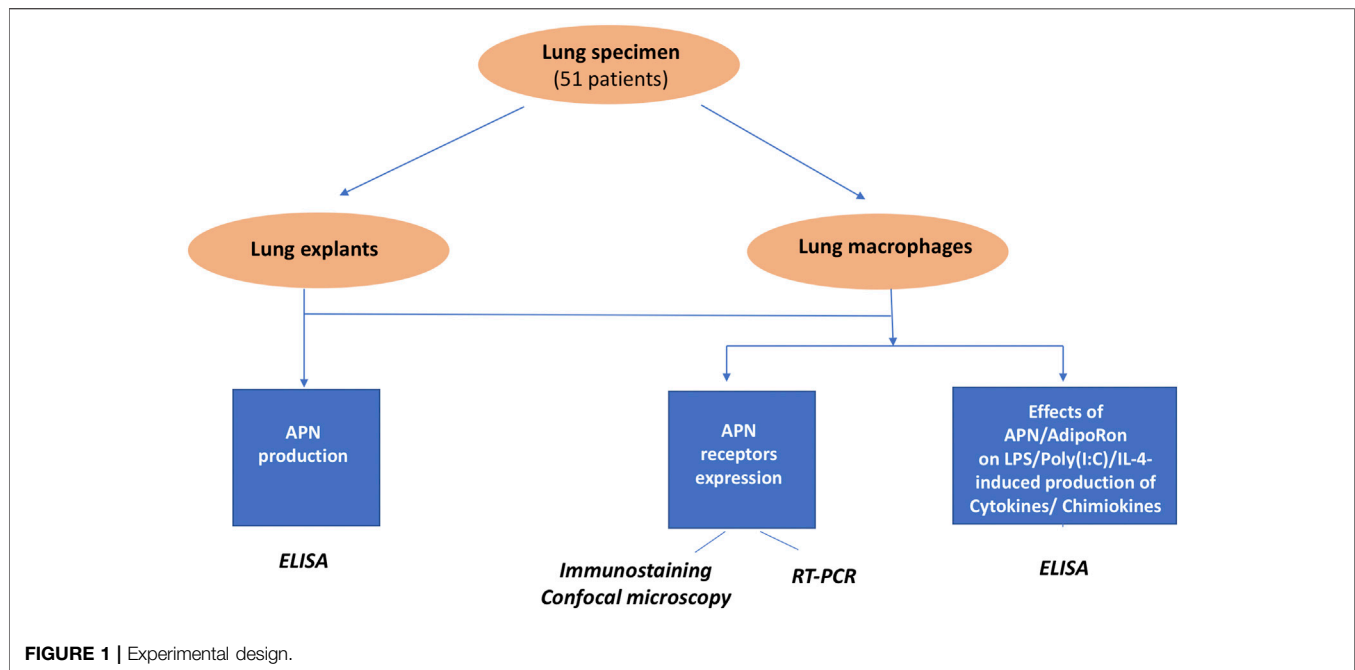 Lung specimen
(51 patients)
Lung explants
Lung macrophages
APN
production
APN
receptors
expression
Effects of
APN/AdipoRon
on LPS/Poly(I:C)/IL-4-
induced production of
Cytokines/ Chimiokines
ELISA
Immunostaining
Confocal microscopy
RT-PCR
ELISA
FIGURE 1 | Experimental design.